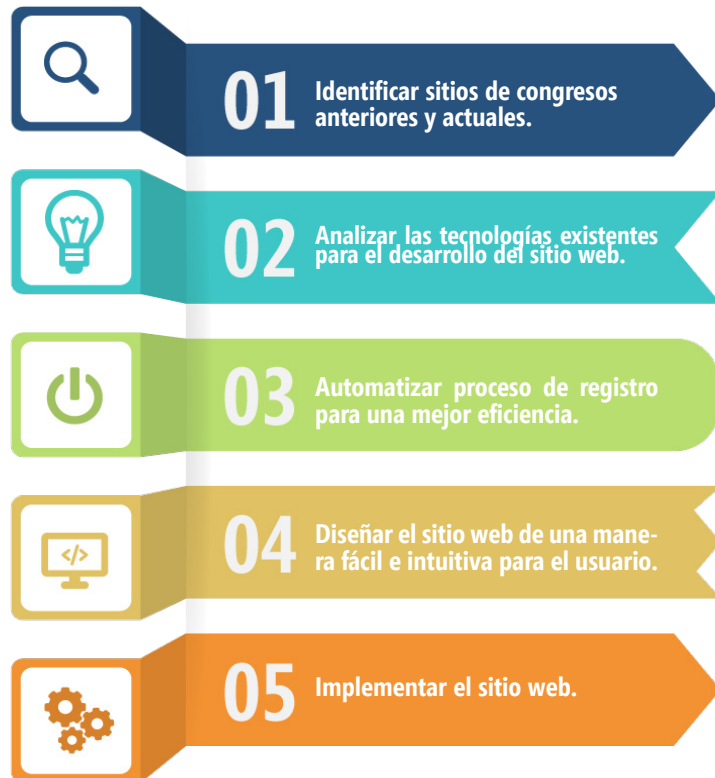 01
Identificar sitios de congresos
anteriores y actuales.
02
Analizar las tecnologías existentes
para el desarrollo del sitio web.
03
Automatizar proceso de registro
para una mejor eficiencia.
</>
04
Diseñar el sitio web de una mane-
ra fácil e intuitiva para el usuario.
05
Implementar el sitio web.